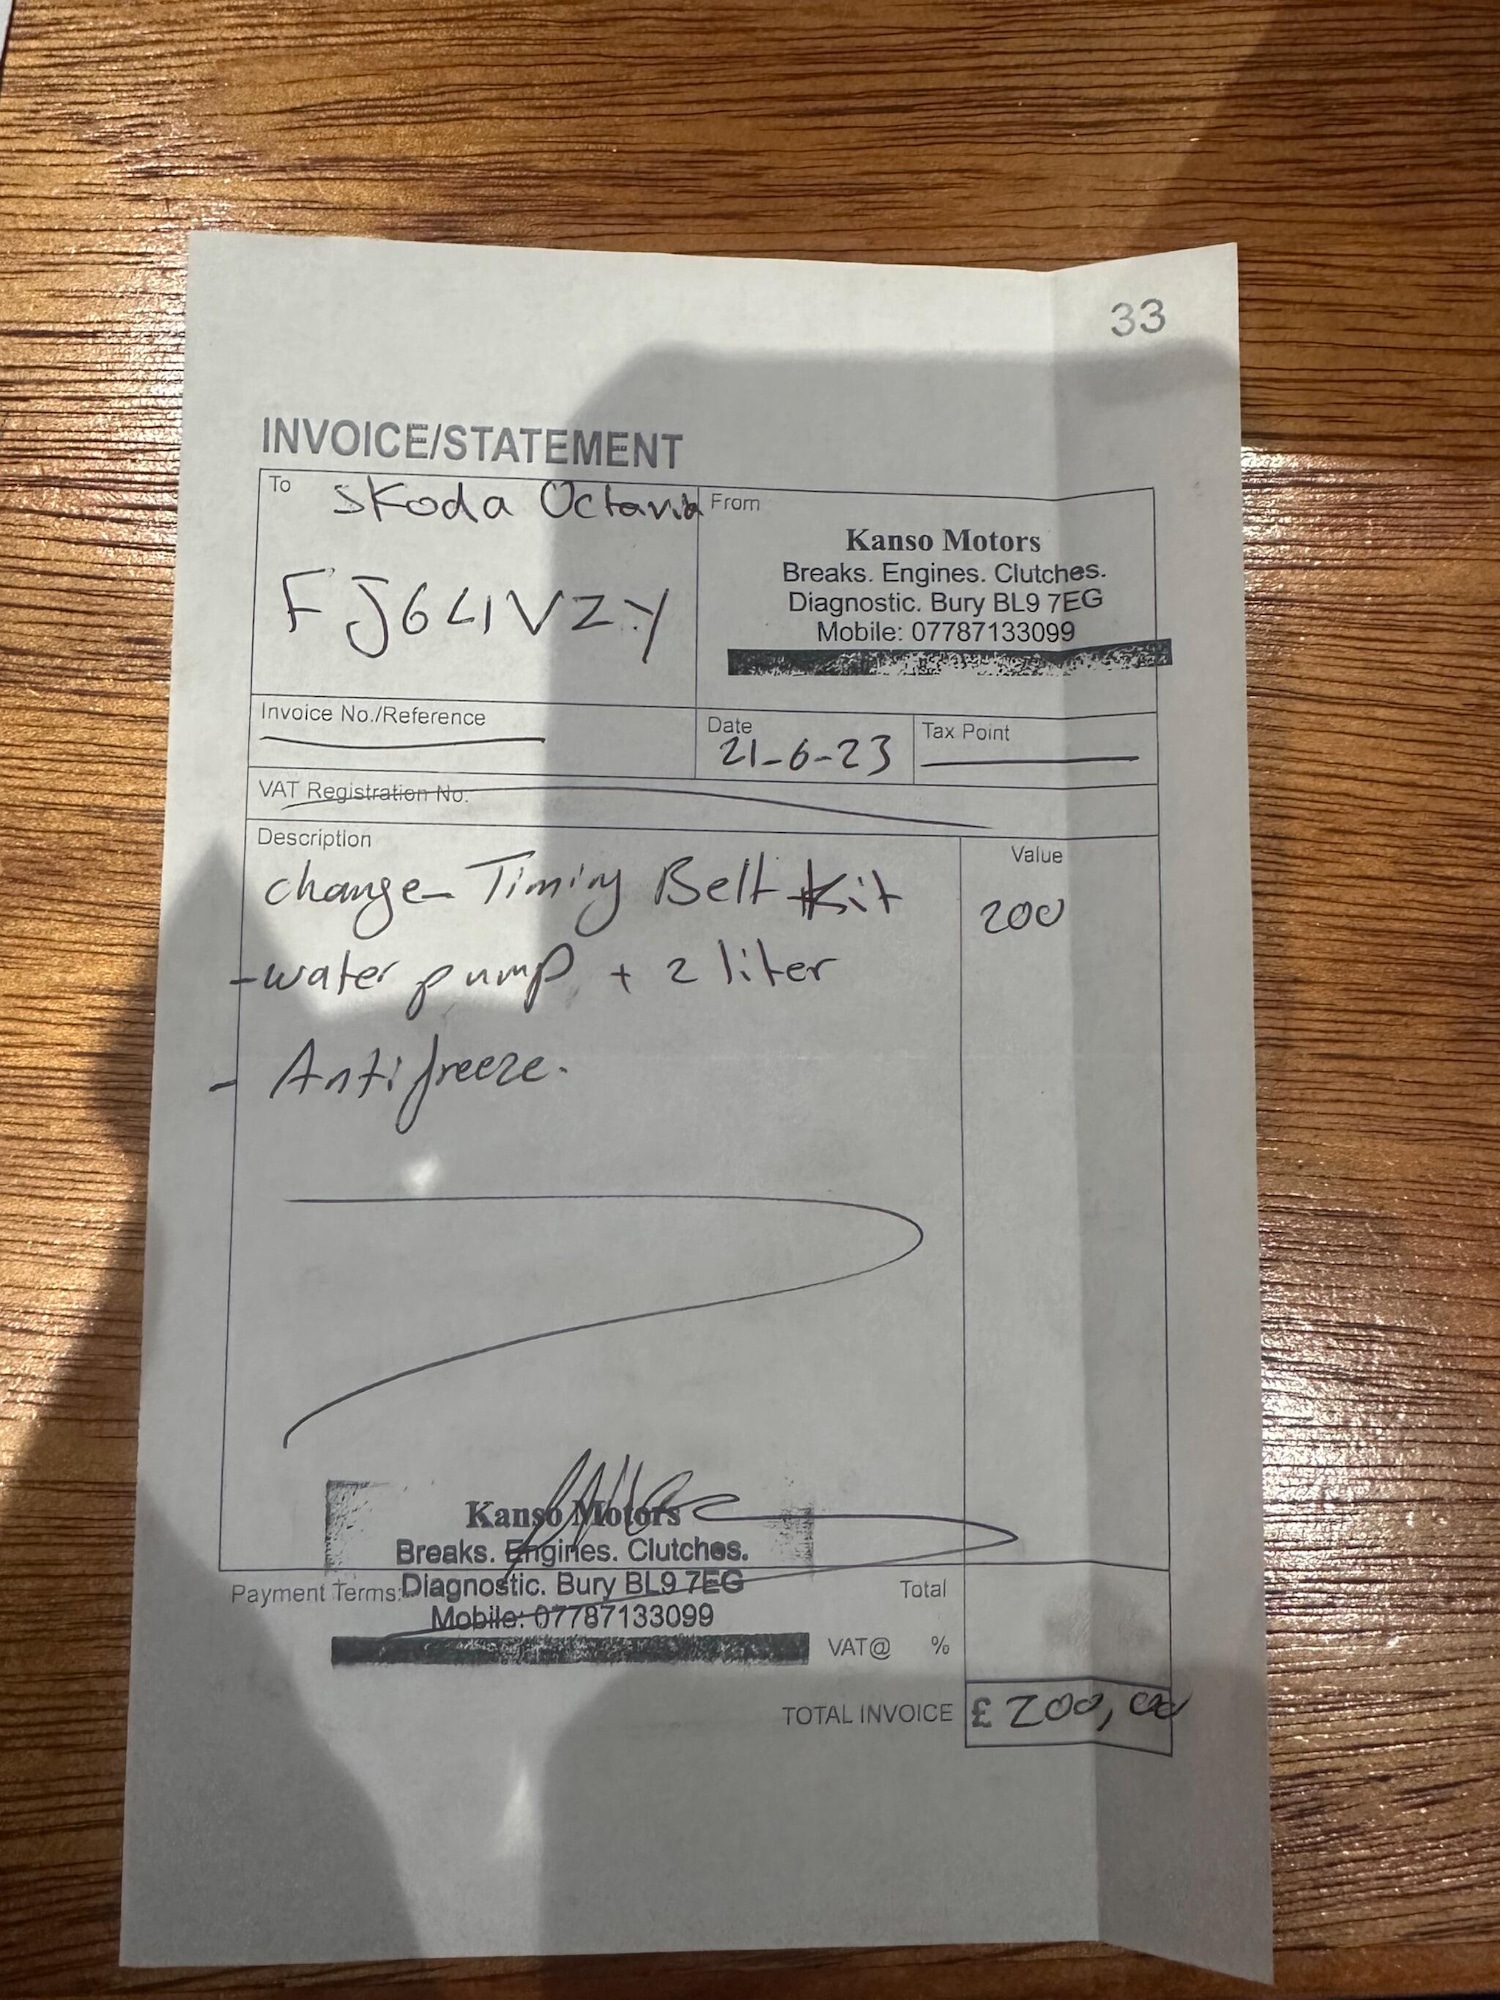 33
INVOICE/STATEMENT
To Skoda Octavia
FJ64VZY
From
Kanso Motors
Breaks. Engines. Clutches.
Diagnostic. Bury BL9 7EG
Mobile: 07787133099
Invoice No./Reference
Date
21-6-23
Tax Point
VAT Registration No.
Description
Value
change Timing Belt Kit
200
-water pump + 2 liter
- Antifreeze.
Kanso Motors
Breaks. Engines. Clutches.
Payment Terms: Diagnostic. Bury BL9 7EG
Mobile: 07787133099
Total
VAT@ %
TOTAL INVOICE £ 200,00